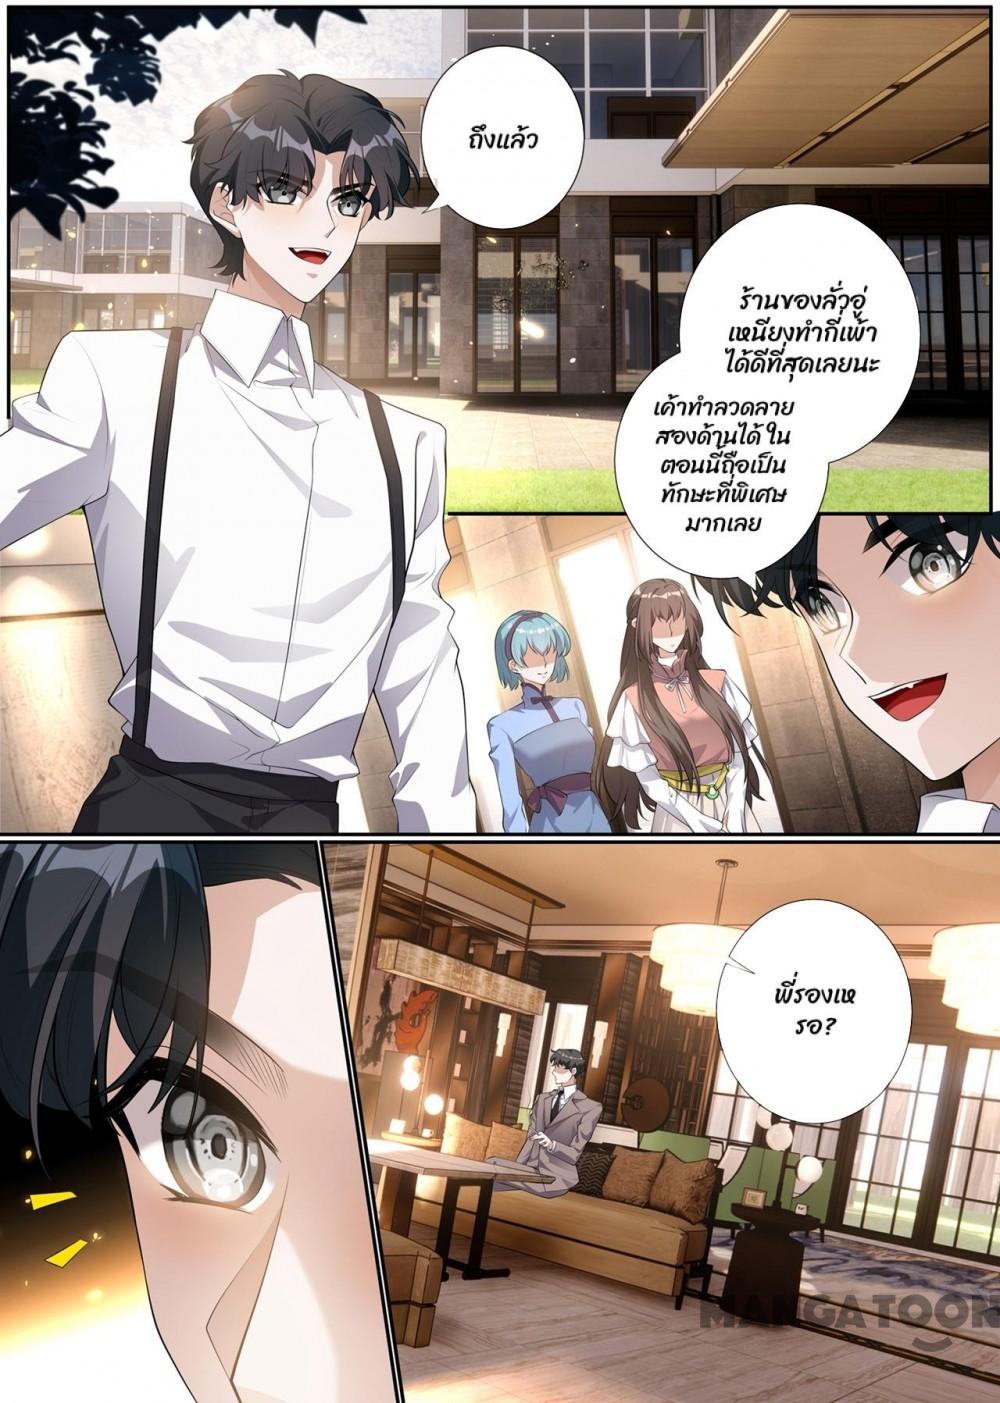 ถึงแล้ว
ร้านของลั่วอู่
เหนียงทำกี่เพ้า
ได้ดีที่สุดเลยนะ
เค้าทำลวดลาย
สองด้านได้ ใน
ตอนนี้ถือเป็น
ทักษะที่พิเศษ
มากเลย
พี่รองเห
รอ?
MANGATOON